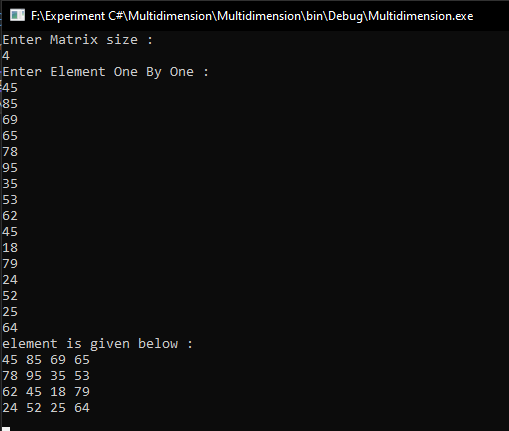 F:\Experiment C#\Multidimension\Multidimension\bin\Debug\Multidimension.exe
Enter Matrix size :
4
Enter Element One By One :
45
85
69
65
78
95
35
53
62
45
18
79
24
52
25
64
element is given below :
45 85 69 65
78 95 35 53
62 45 18 79
24 52 25 64